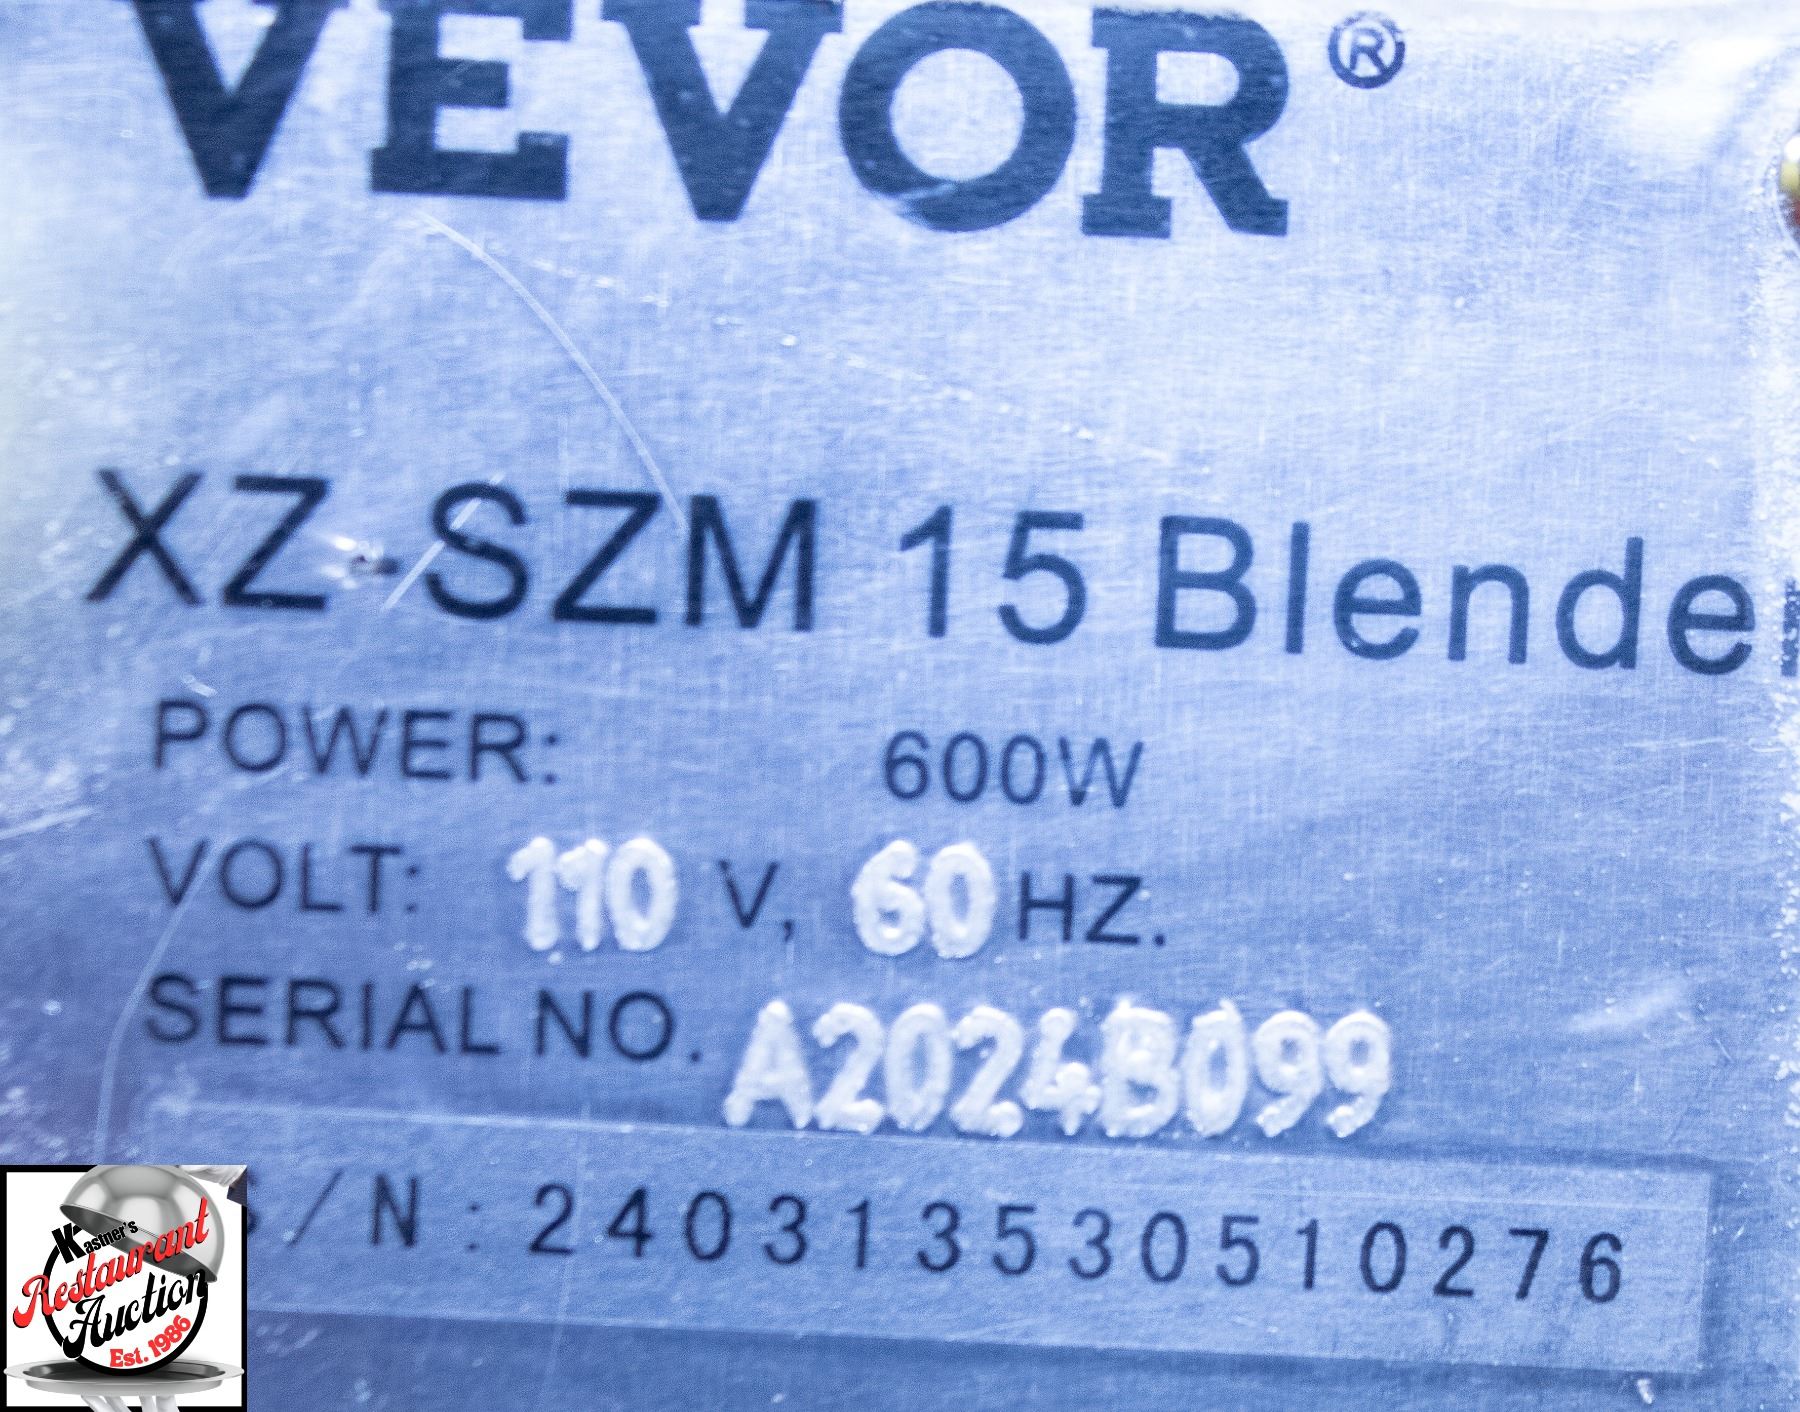 VEVOR®
XZ-SZM 15 Blender
POWER: 600W
VOLT: 110 V, 60 HZ.
SERIAL NO. A2024B099
S/N:240313530510276
Kastner's
Restaurant
Auction
Est. 1986